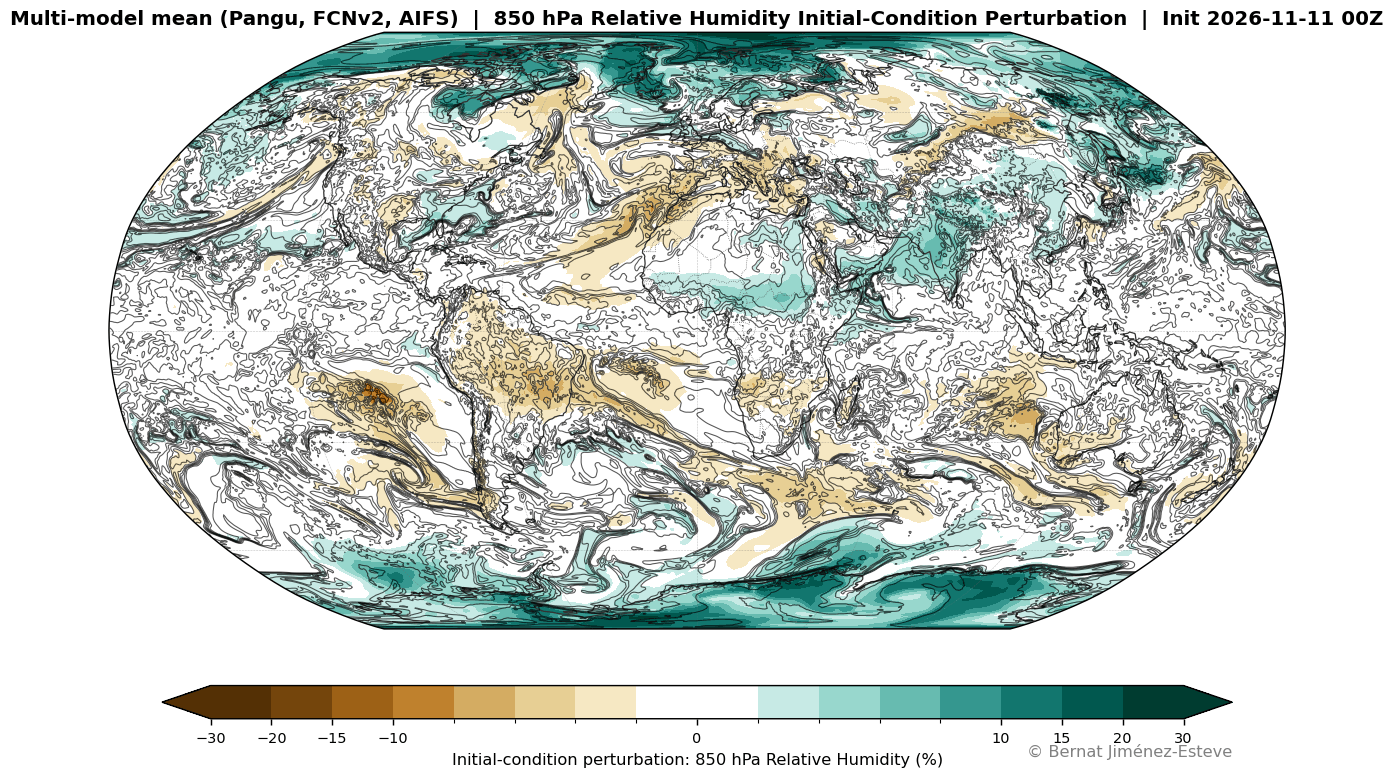 Multi-model mean (Pangu, FCNv2, AIFS)  |  850 hPa Relative Humidity Initial-Condition Perturbation  |  Init 2026-11-11 00Z
−30 −20 −15 −10 0 10 15 20 30
© Bernat Jiménez-Esteve
Initial-condition perturbation: 850 hPa Relative Humidity (%)